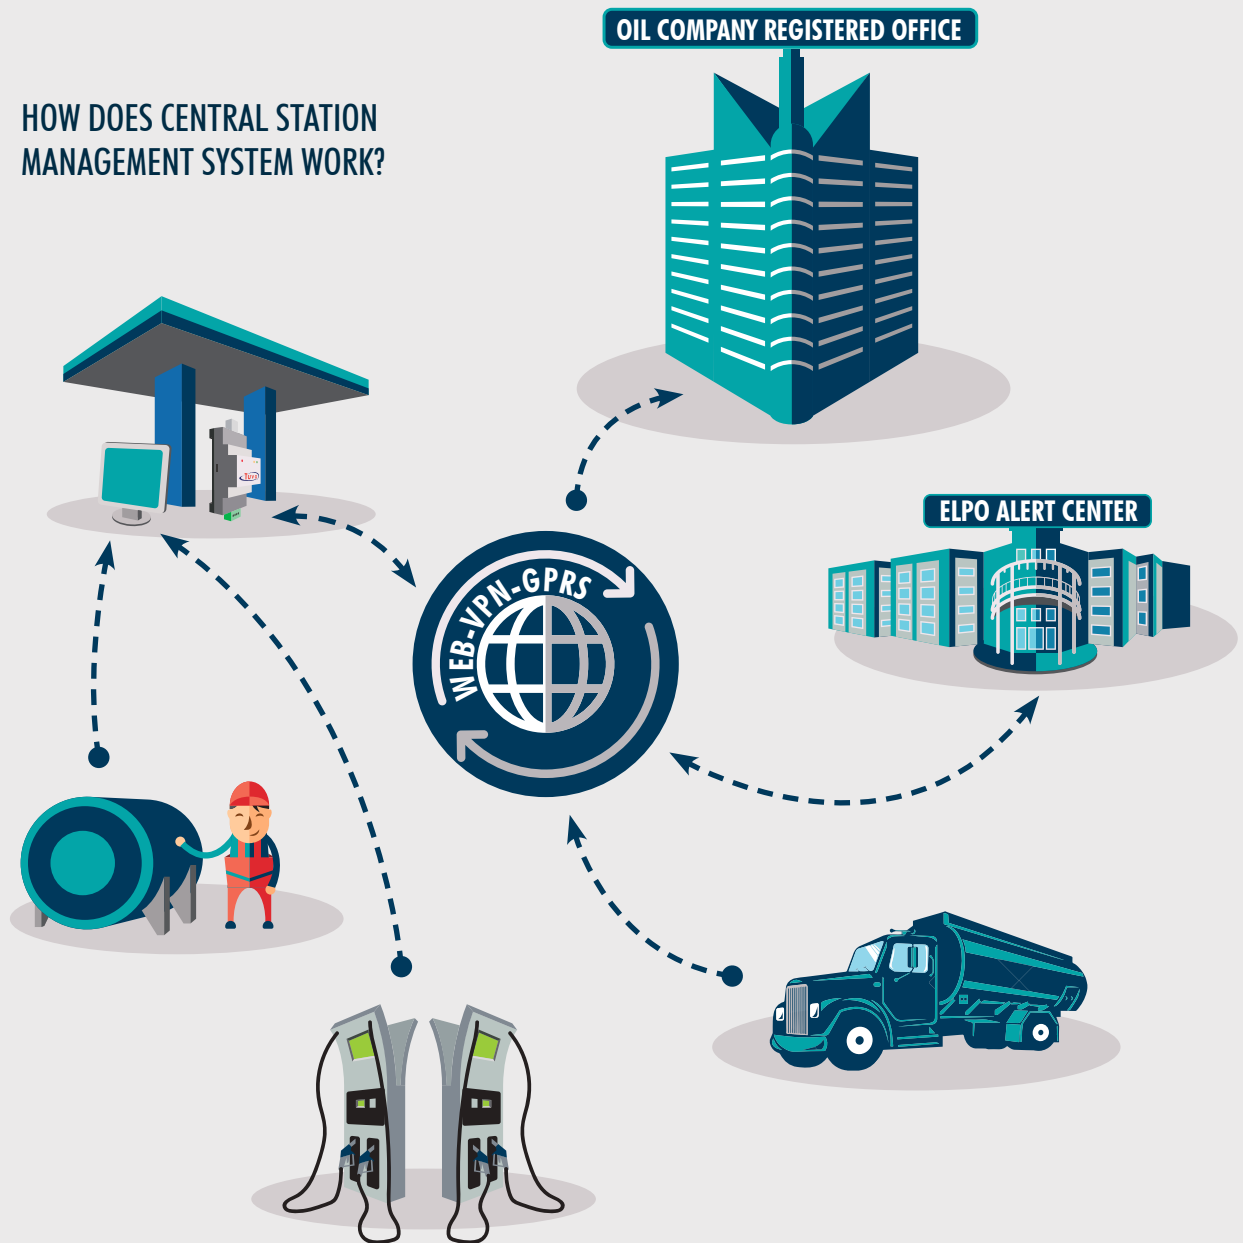 OIL COMPANY REGISTERED OFFICE
HOW DOES CENTRAL STATION
MANAGEMENT SYSTEM WORK?
ELPO ALERT CENTER
WEB-VPN-GPRS